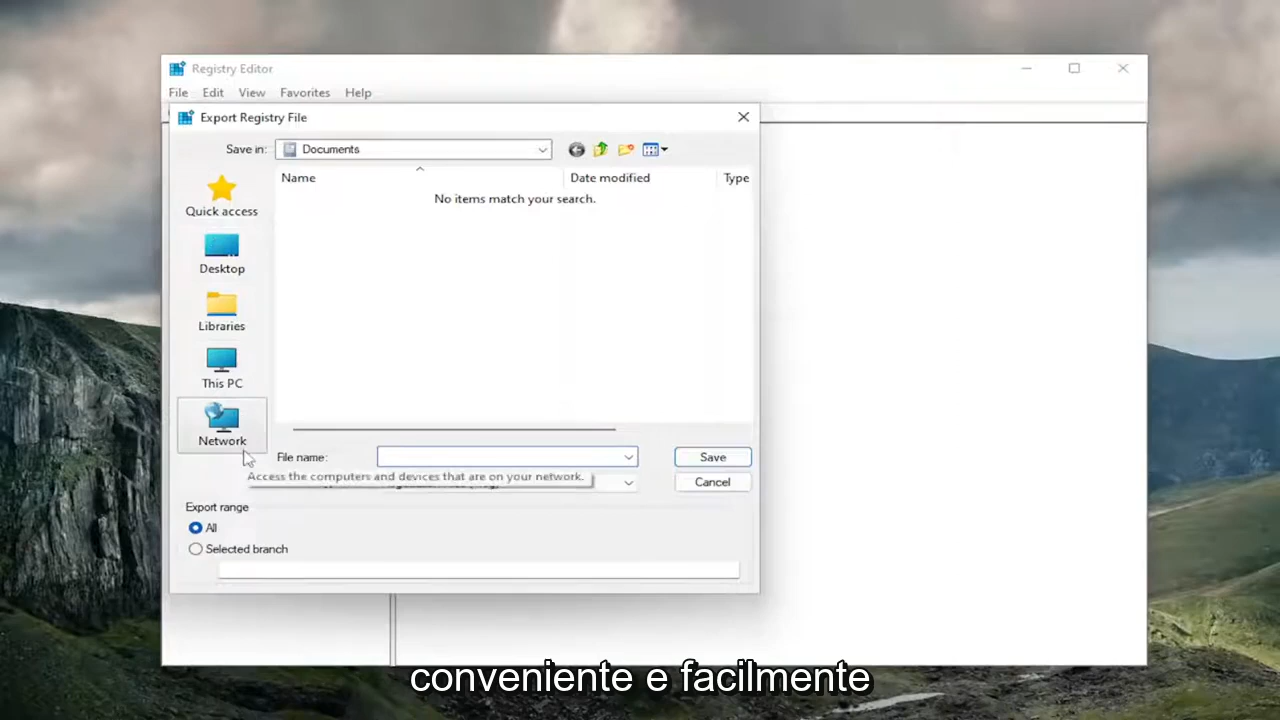 Registry Editor
File Edit View Favorites Help
Export Registry File
Save in: Documents
Name Date modified Type
No items match your search.
Quick access
Desktop
Libraries
This PC
Network
File name:
Save
Access the computers and devices that are on your network.
Cancel
Export range
All
Selected branch
conveniente e facilmente